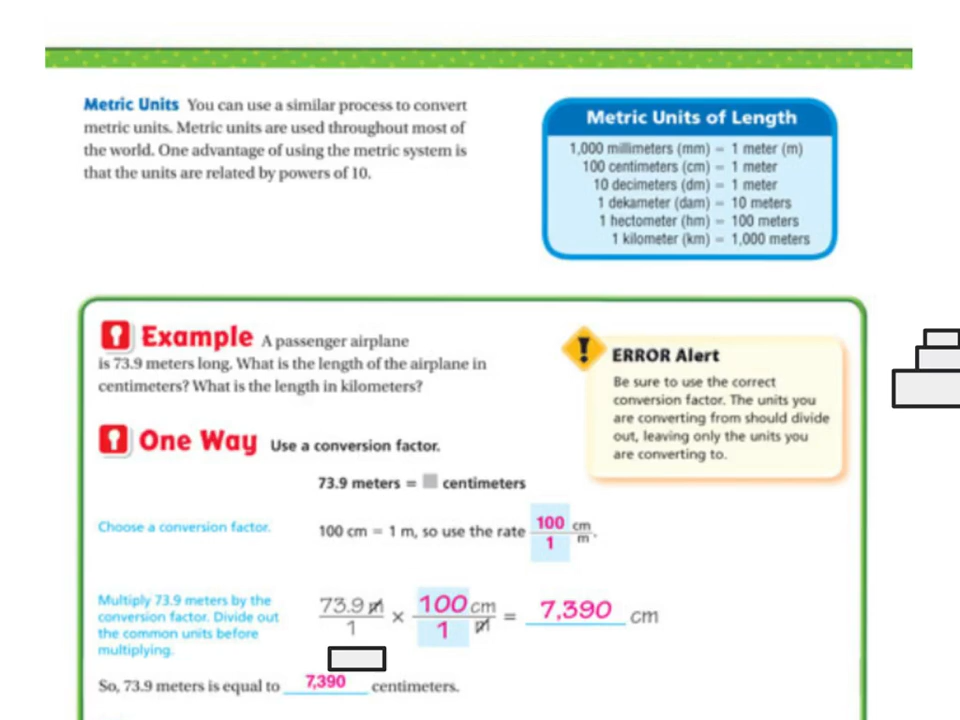 Metric Units You can use a similar process to convert
metric units. Metric units are used throughout most of
the world. One advantage of using the metric system is
that the units are related by powers of 10.
Metric Units of Length
1,000 millimeters (mm) = 1 meter (m)
100 centimeters (cm) = 1 meter
10 decimeters (dm) = 1 meter
1 dekameter (dam) = 10 meters
1 hectometer (hm) = 100 meters
1 kilometer (km) = 1,000 meters
Example A passenger airplane
is 73.9 meters long. What is the length of the airplane in
centimeters? What is the length in kilometers?
ERROR Alert
Be sure to use the correct
conversion factor. The units you
are converting from should divide
out, leaving only the units you
are converting to.
One Way Use a conversion factor.
73.9 meters = ■ centimeters
Choose a conversion factor.
100 cm = 1 m, so use the rate 100/1 cm/m.
Multiply 73.9 meters by the
conversion factor. Divide out
the common units before
multiplying.
73.9 m/1 × 100 cm/1 m = 7,390 cm
So, 73.9 meters is equal to 7,390 centimeters.